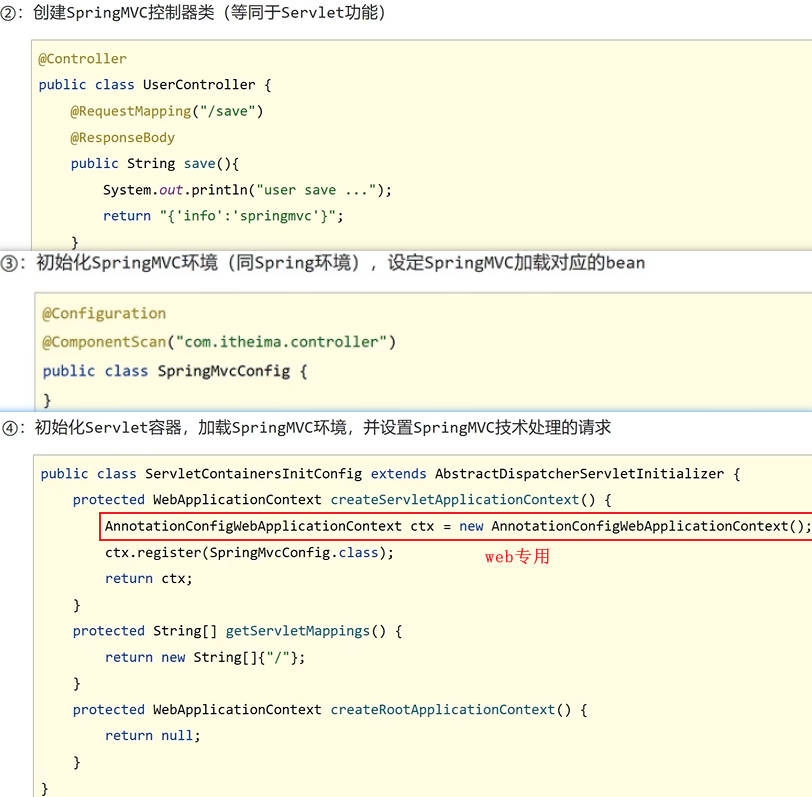 ②：创建SpringMVC控制器类（等同于Servlet功能）
@Controller
public class UserController {
    @RequestMapping("/save")
    @ResponseBody
    public String save(){
        System.out.println("user save ...");
        return "{'info':'springmvc'}";
    }
③：初始化SpringMVC环境（同Spring环境），设定SpringMVC加载对应的bean
@Configuration
@ComponentScan("com.itheima.controller")
public class SpringMvcConfig {
}
④：初始化Servlet容器，加载SpringMVC环境，并设置SpringMVC技术处理的请求
public class ServletContainersInitConfig extends AbstractDispatcherServletInitializer {
    protected WebApplicationContext createServletApplicationContext() {
        AnnotationConfigWebApplicationContext ctx = new AnnotationConfigWebApplicationContext();
        ctx.register(SpringMvcConfig.class);
web专用
        return ctx;
    }
    protected String[] getServletMappings() {
        return new String[]{"/"};
    }
    protected WebApplicationContext createRootApplicationContext() {
        return null;
    }
}